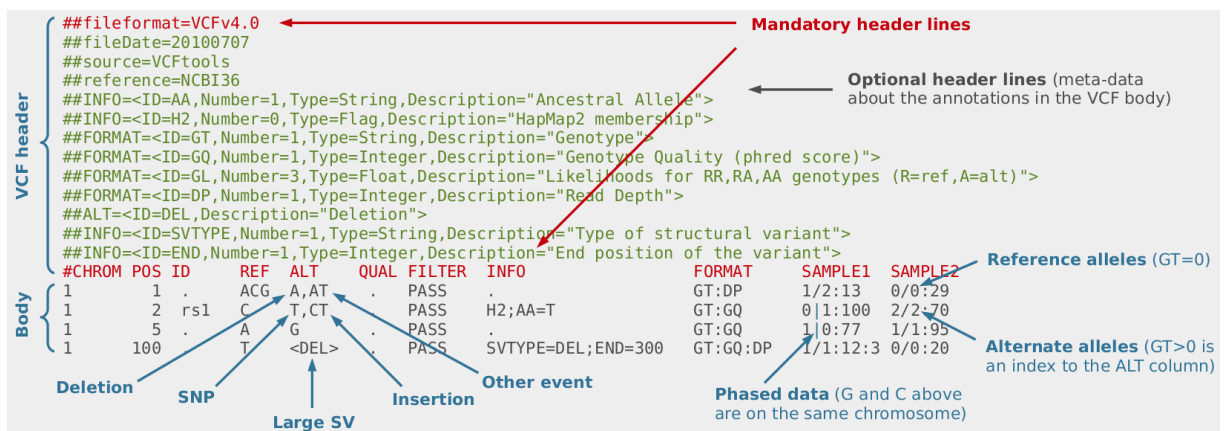 ##fileformat=VCFv4.0
Mandatory header lines
##fileDate=20100707
##source=VCFtools
##reference=NCBI36
Optional header lines (meta-data
about the annotations in the VCF body)
##INFO=<ID=AA,Number=1,Type=String,Description="Ancestral Allele">
##INFO=<ID=H2,Number=0,Type=Flag,Description="HapMap2 membership">
##FORMAT=<ID=GT,Number=1,Type=String,Description="Genotype">
##FORMAT=<ID=GQ,Number=1,Type=Integer,Description="Genotype Quality (phred score)">
##FORMAT=<ID=GL,Number=3,Type=Float,Description="Likelihoods for RR,RA,AA genotypes (R=ref,A=alt)">
##FORMAT=<ID=DP,Number=1,Type=Integer,Description="Read Depth">
##ALT=<ID=DEL,Description="Deletion">
##INFO=<ID=SVTYPE,Number=1,Type=String,Description="Type of structural variant">
##INFO=<ID=END,Number=1,Type=Integer,Description="End position of the variant">
VCF header
#CHROM POS ID REF ALT QUAL FILTER INFO FORMAT SAMPLE1 SAMPLE2
1 1 . ACG A,AT . PASS . GT:DP 1/2:13 0/0:29
1 2 rs1 C T,CT . PASS H2;AA=T GT:GQ 0|1:100 2/2:70
1 5 . A G . PASS . GT:GQ 1|0:77 1/1:95
1 100 . T <DEL> . PASS SVTYPE=DEL;END=300 GT:GQ:DP 1/1:12:3 0/0:20
Body
Reference alleles (GT=0)
Alternate alleles (GT>0 is
an index to the ALT column)
Deletion
SNP
Large SV
Insertion
Other event
Phased data (G and C above
are on the same chromosome)